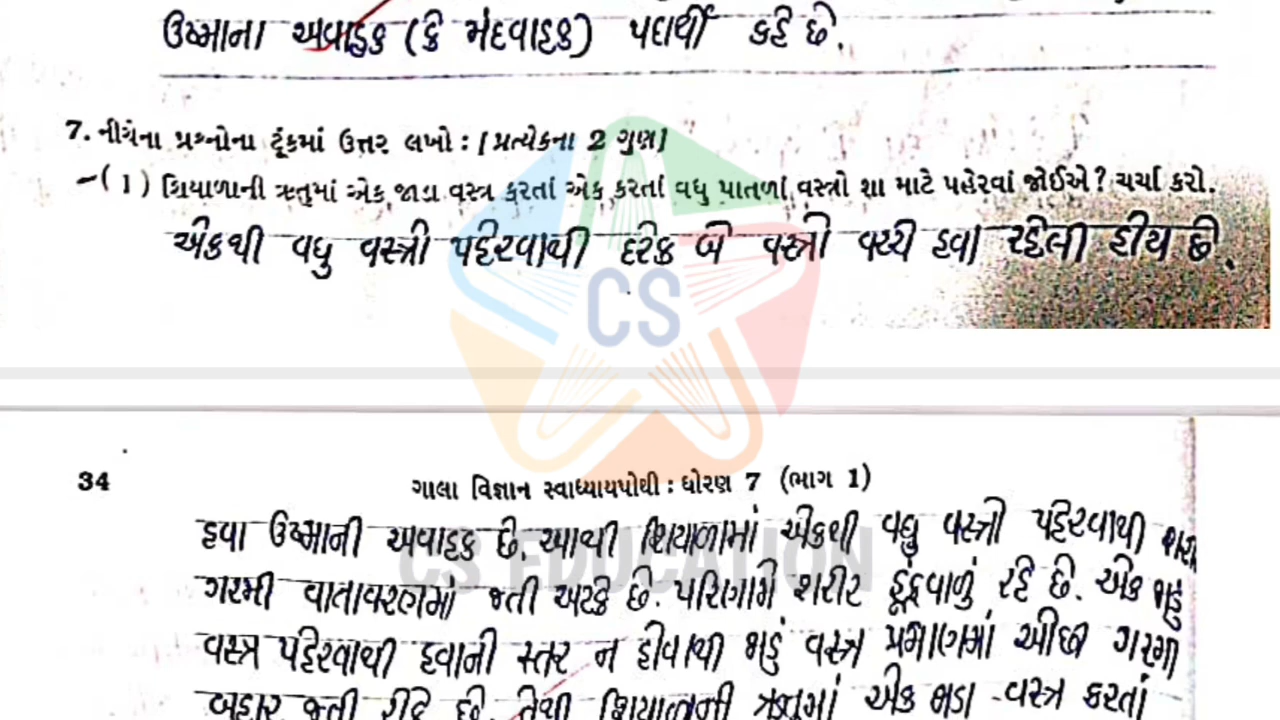 ઉષ્માના અવાહક (કે મંદવાહક) પદાર્થો કહે છે.
7. નીચેના પ્રશ્નોના ટૂંકમાં ઉત્તર લખો : [પ્રત્યેકના 2 ગુણ]
(1) શિયાળાની ઋતુમાં એક જાડા વસ્ત્ર કરતાં એક કરતાં વધુ પાતળાં વસ્ત્રો શા માટે પહેરવાં જોઈએ? ચર્ચા કરો.
એકથી વધુ વસ્ત્રો પહેરવાથી દરેક બે વસ્ત્રો વચ્ચે હવા રહેલી હોય છે.
CS
34
ગાલા વિજ્ઞાન સ્વાધ્યાયપોથી : ધોરણ 7 (ભાગ 1)
હવા ઉષ્માની અવાહક છે. આથી શિયાળામાં એકથી વધુ વસ્ત્રો પહેરવાથી
CS EDUCATION
ગરમી વાતાવરણમાં જતી અટકે છે. પરિણામે શરીર હૂંફવાળું રહે છે. એક જાડું
વસ્ત્ર પહેરવાથી હવાની સ્તર ન હોવાથી જાડું વસ્ત્ર પ્રમાણમાં ઓછી ગરમી
બહાર જતી રોકે છે. તેથી શિયાળાની ઋતુમાં એક જાડા વસ્ત્ર કરતાં